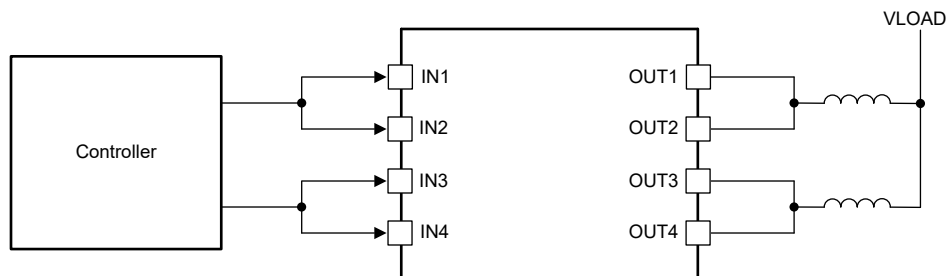 VLOAD
IN1
OUT1
IN2
OUT2
Controller
IN3
OUT3
IN4
OUT4